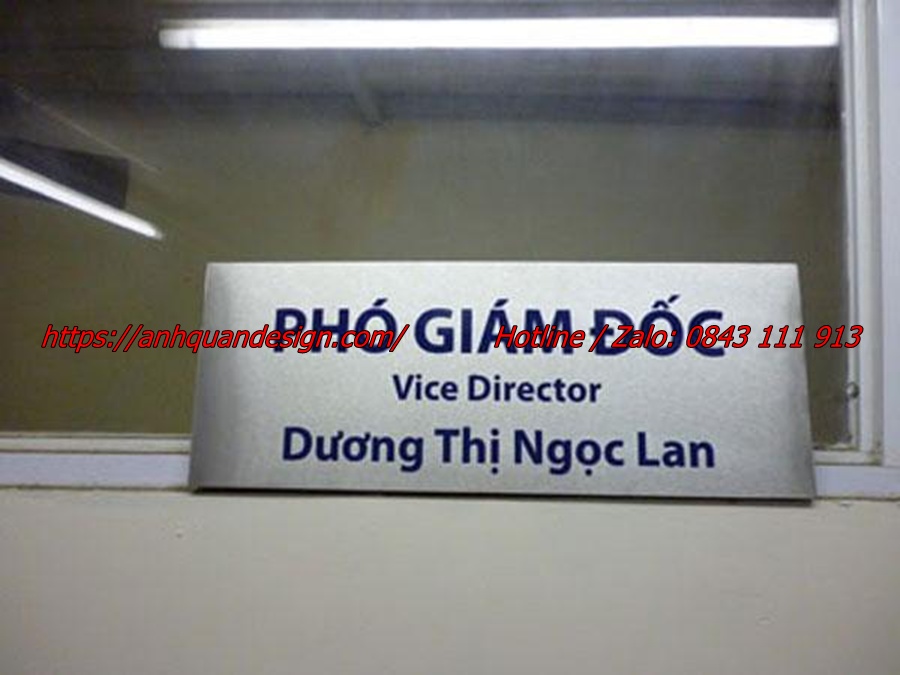 PHÓ GIÁM ĐỐC
https://anhquandesign.com/ Hotline / Zalo: 0843 111 913
Vice Director
Dương Thị Ngọc Lan